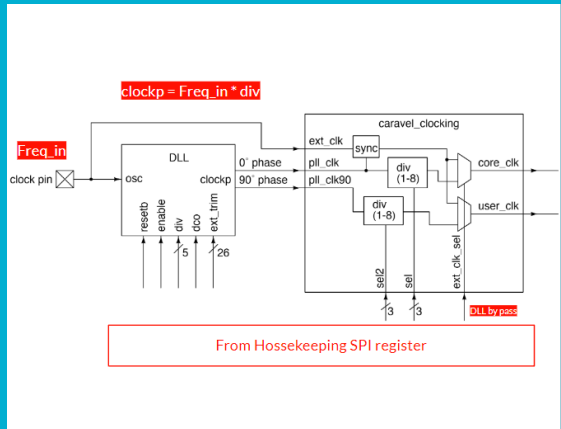 clockp = Freq_in * div
Freq_in
clock pin
DLL
osc
clockp
0° phase
90° phase
resetb
enable
div
dco
ext_trim
5
26
caravel_clocking
ext_clk
sync
pll_clk
pll_clk90
div
(1-8)
div
(1-8)
core_clk
user_clk
sel2
sel
ext_clk_sel
3
3
DLL by pass
From Hossekeeping SPI register